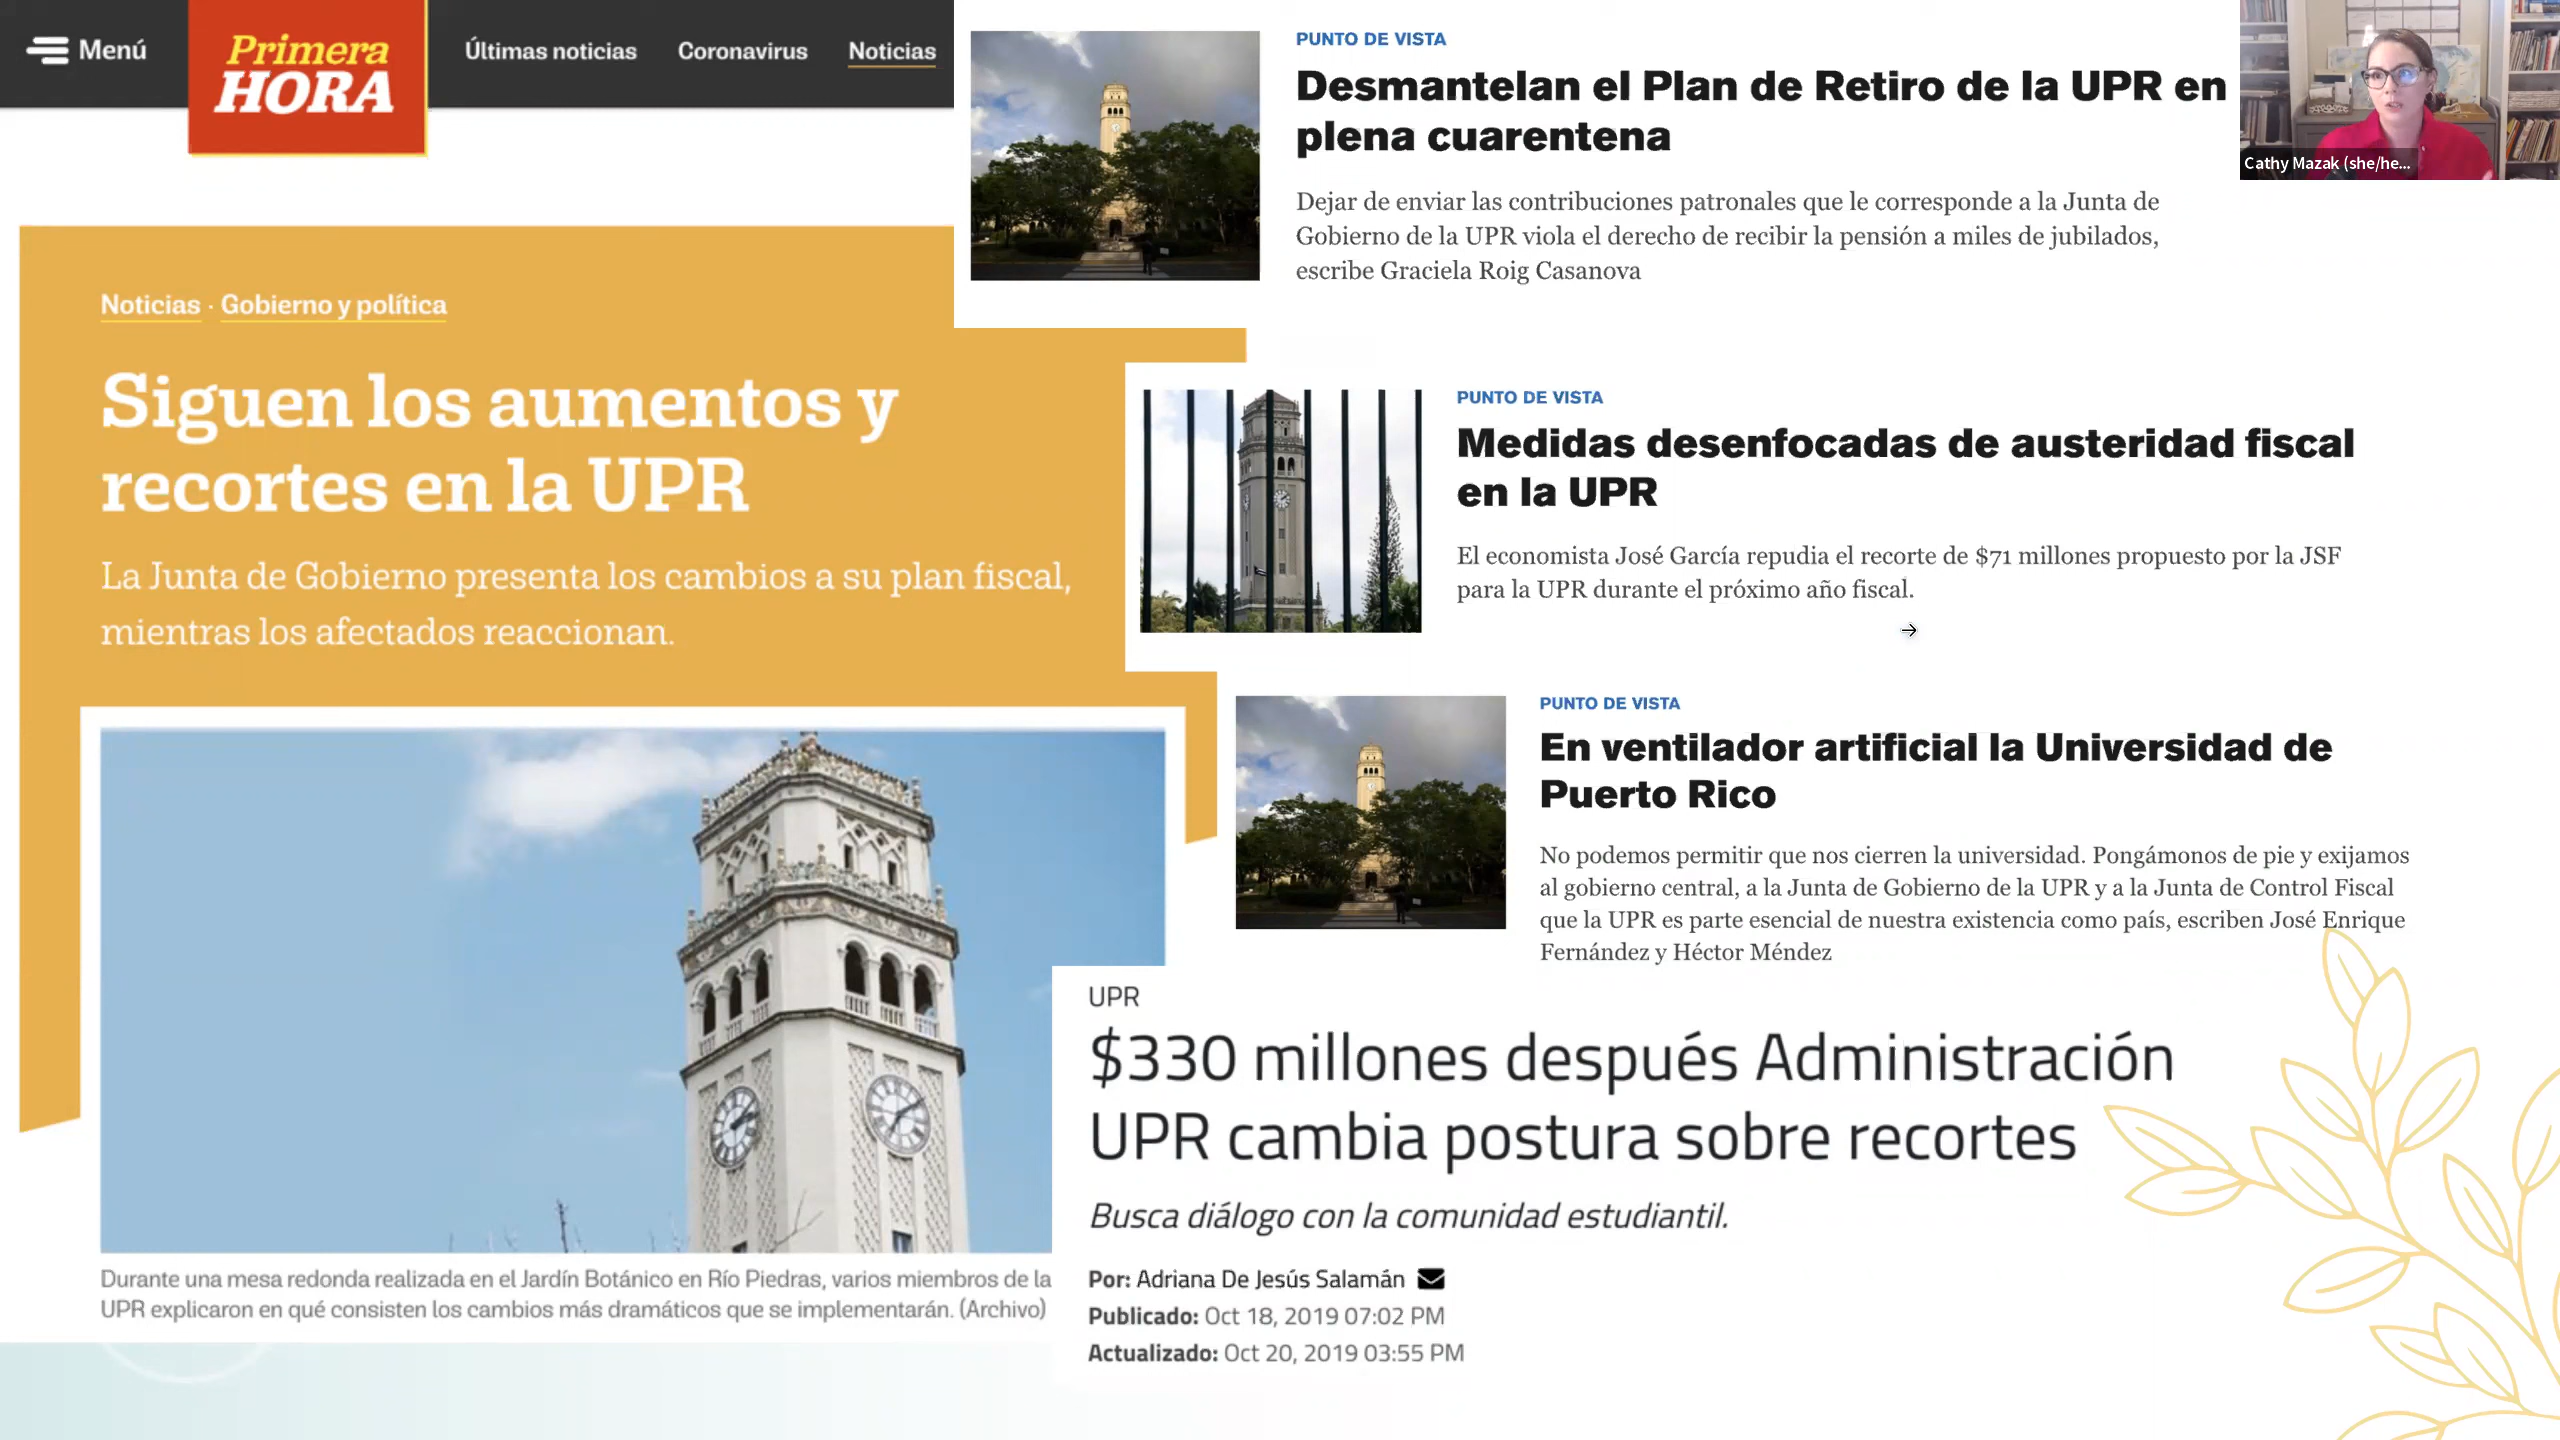 Menú
Primera
HORA
Últimas noticias
Coronavirus
Noticias
Noticias · Gobierno y política
Siguen los aumentos y
recortes en la UPR
La Junta de Gobierno presenta los cambios a su plan fiscal,
mientras los afectados reaccionan.
Durante una mesa redonda realizada en el Jardín Botánico en Río Piedras, varios miembros de la
UPR explicaron en qué consisten los cambios más dramáticos que se implementarán. (Archivo)
PUNTO DE VISTA
Desmantelan el Plan de Retiro de la UPR en
plena cuarentena
Dejar de enviar las contribuciones patronales que le corresponde a la Junta de
Gobierno de la UPR viola el derecho de recibir la pensión a miles de jubilados,
escribe Graciela Roig Casanova
Cathy Mazak (she/he...
PUNTO DE VISTA
Medidas desenfocadas de austeridad fiscal
en la UPR
El economista José García repudia el recorte de $71 millones propuesto por la JSF
para la UPR durante el próximo año fiscal.
PUNTO DE VISTA
En ventilador artificial la Universidad de
Puerto Rico
No podemos permitir que nos cierren la universidad. Pongámonos de pie y exijamos
al gobierno central, a la Junta de Gobierno de la UPR y a la Junta de Control Fiscal
que la UPR es parte esencial de nuestra existencia como país, escriben José Enrique
Fernández y Héctor Méndez
UPR
$330 millones después Administración
UPR cambia postura sobre recortes
Busca diálogo con la comunidad estudiantil.
Por: Adriana De Jesús Salamán
Publicado: Oct 18, 2019 07:02 PM
Actualizado: Oct 20, 2019 03:55 PM